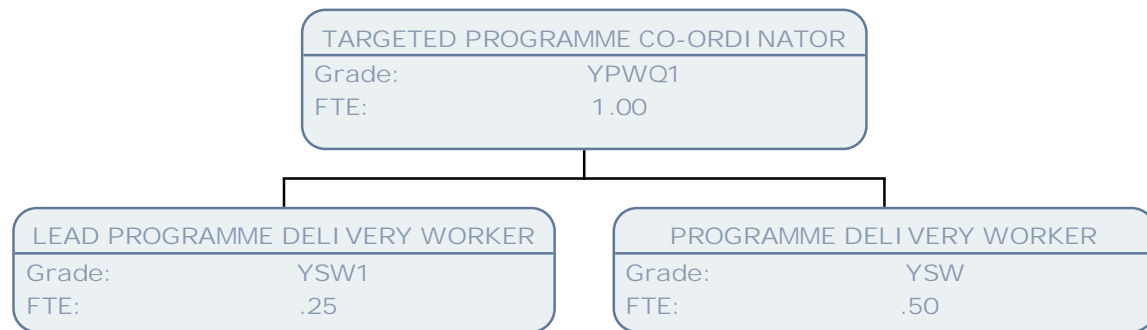 TARGETED PROGRAMME CO-ORDINATOR
Grade: YPWQ1
FTE: 1.00
LEAD PROGRAMME DELIVERY WORKER
Grade: YSW1
FTE: .25
PROGRAMME DELIVERY WORKER
Grade: YSW
FTE: .50